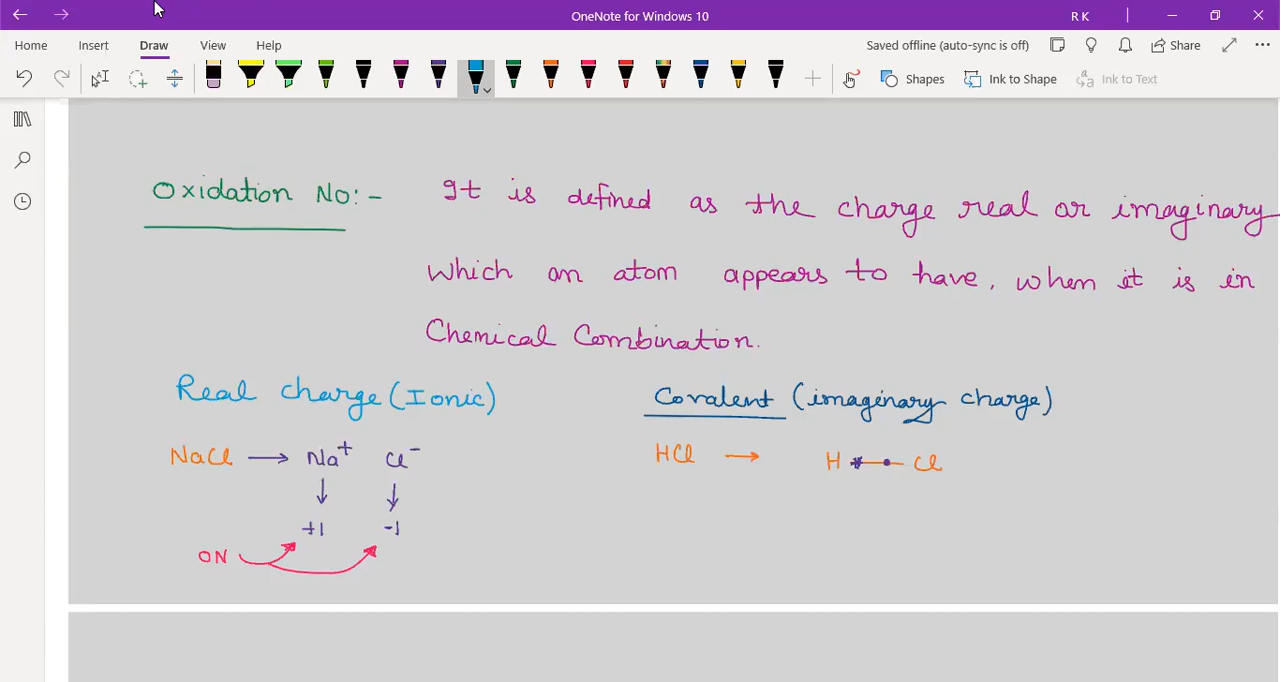 OneNote for Windows 10
R K
Home Insert Draw View Help
Saved offline (auto-sync is off)
Share
Shapes
Ink to Shape
Ink to Text
Oxidation No:- It is defined as the charge real or imaginary
which an atom appears to have, when it is in
Chemical Combination.
Real charge (Ionic)
Covalent (imaginary charge)
NaCl → Na⁺ Cl⁻
HCl → H — Cl
↓ ↓
+1 -1
ON